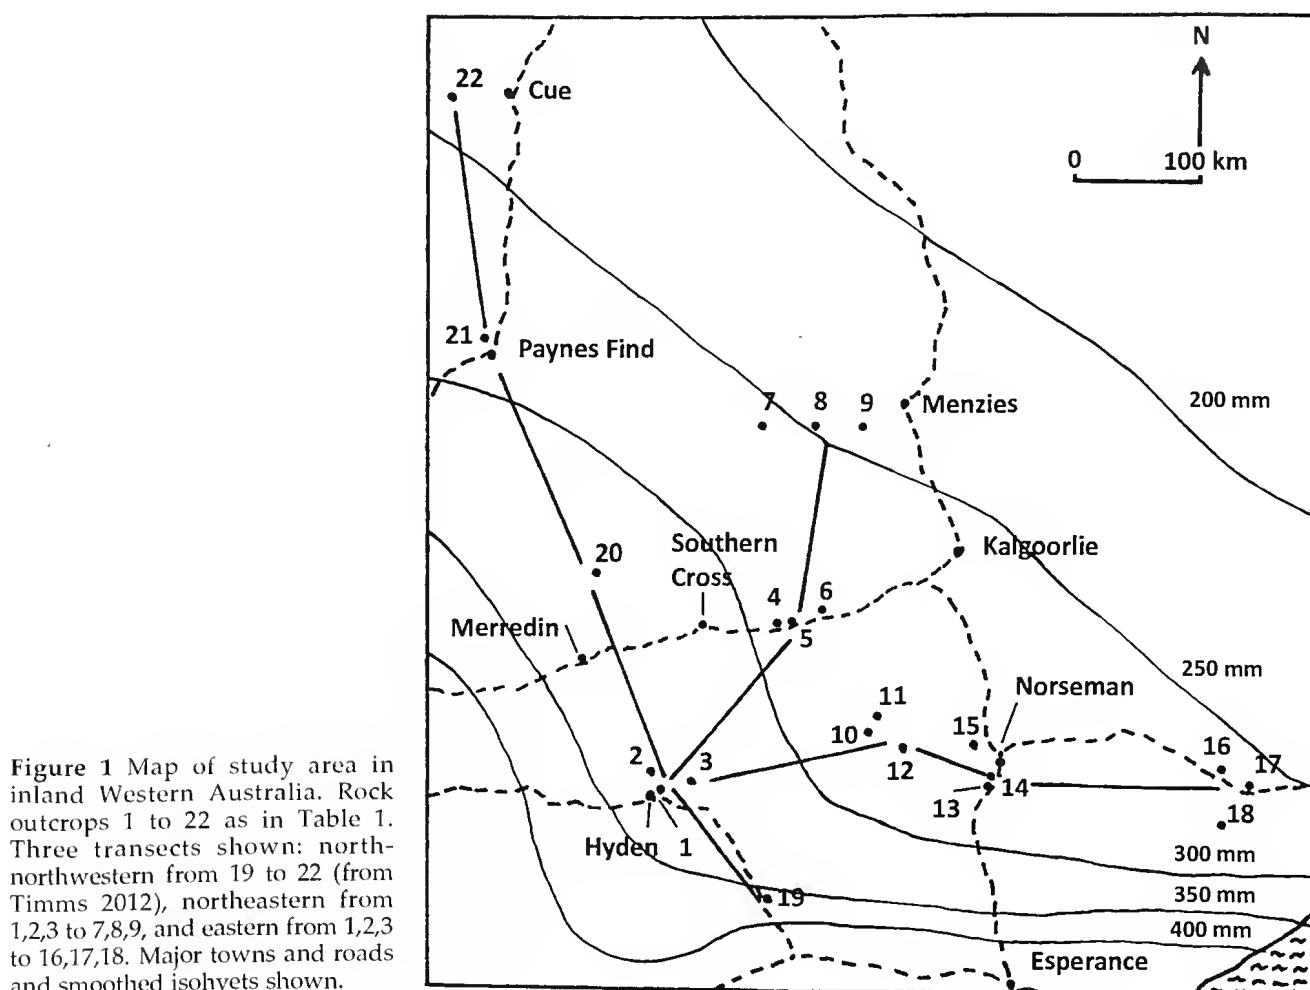 N
0 100 km
22
Cue
21
Paynes Find
7 8 9
Menzies
200 mm
20
Southern
Cross
Kalgoorlie
4 6
5
Merredin
250 mm
Norseman
11
10
15
12
16
17
2 3
13 14
18
Hyden 1
300 mm
19
350 mm
400 mm
Esperance
Figure 1 Map of study area in
inland Western Australia. Rock
outcrops 1 to 22 as in Table 1.
Three transects shown: north-
northwestern from 19 to 22 (from
Timms 2012), northeastern from
1,2,3 to 7,8,9, and eastern from 1,2,3
to 16,17,18. Major towns and roads
and smoothed isohyets shown.